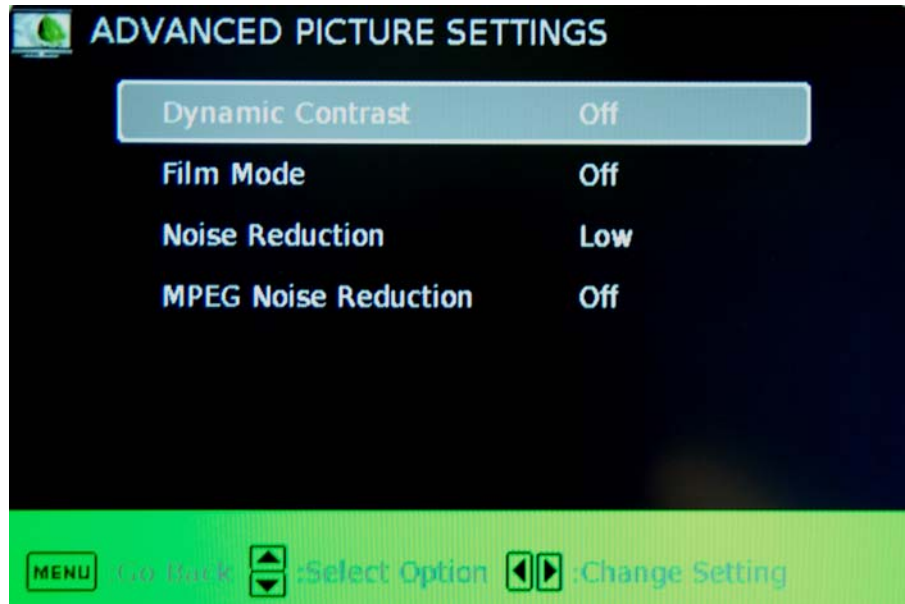 ADVANCED PICTURE SETTINGS
Dynamic Contrast Off
Film Mode Off
Noise Reduction Low
MPEG Noise Reduction Off
MENU :Go Back :Select Option :Change Setting